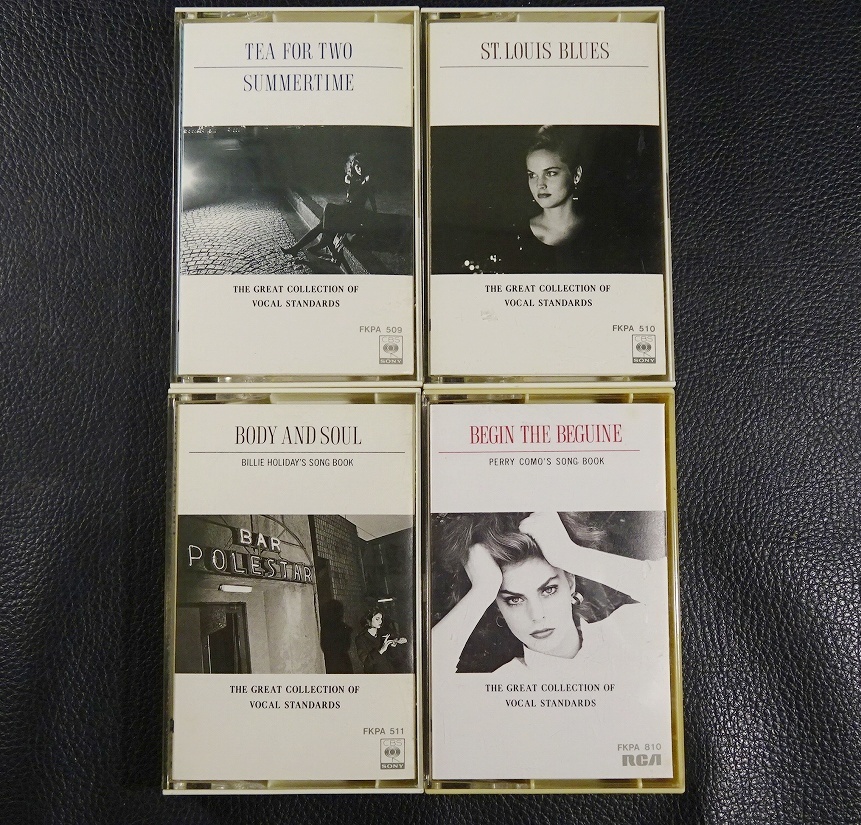 TEA FOR TWO
SUMMERTIME
THE GREAT COLLECTION OF
VOCAL STANDARDS
FKPA 509
CBS
SONY
ST. LOUIS BLUES
THE GREAT COLLECTION OF
VOCAL STANDARDS
FKPA 510
CBS
SONY
BODY AND SOUL
BILLIE HOLIDAY'S SONG BOOK
BAR
POLESTAR
THE GREAT COLLECTION OF
VOCAL STANDARDS
FKPA 511
CBS
SONY
BEGIN THE BEGUINE
PERRY COMO'S SONG BOOK
THE GREAT COLLECTION OF
VOCAL STANDARDS
FKPA 810
RCA